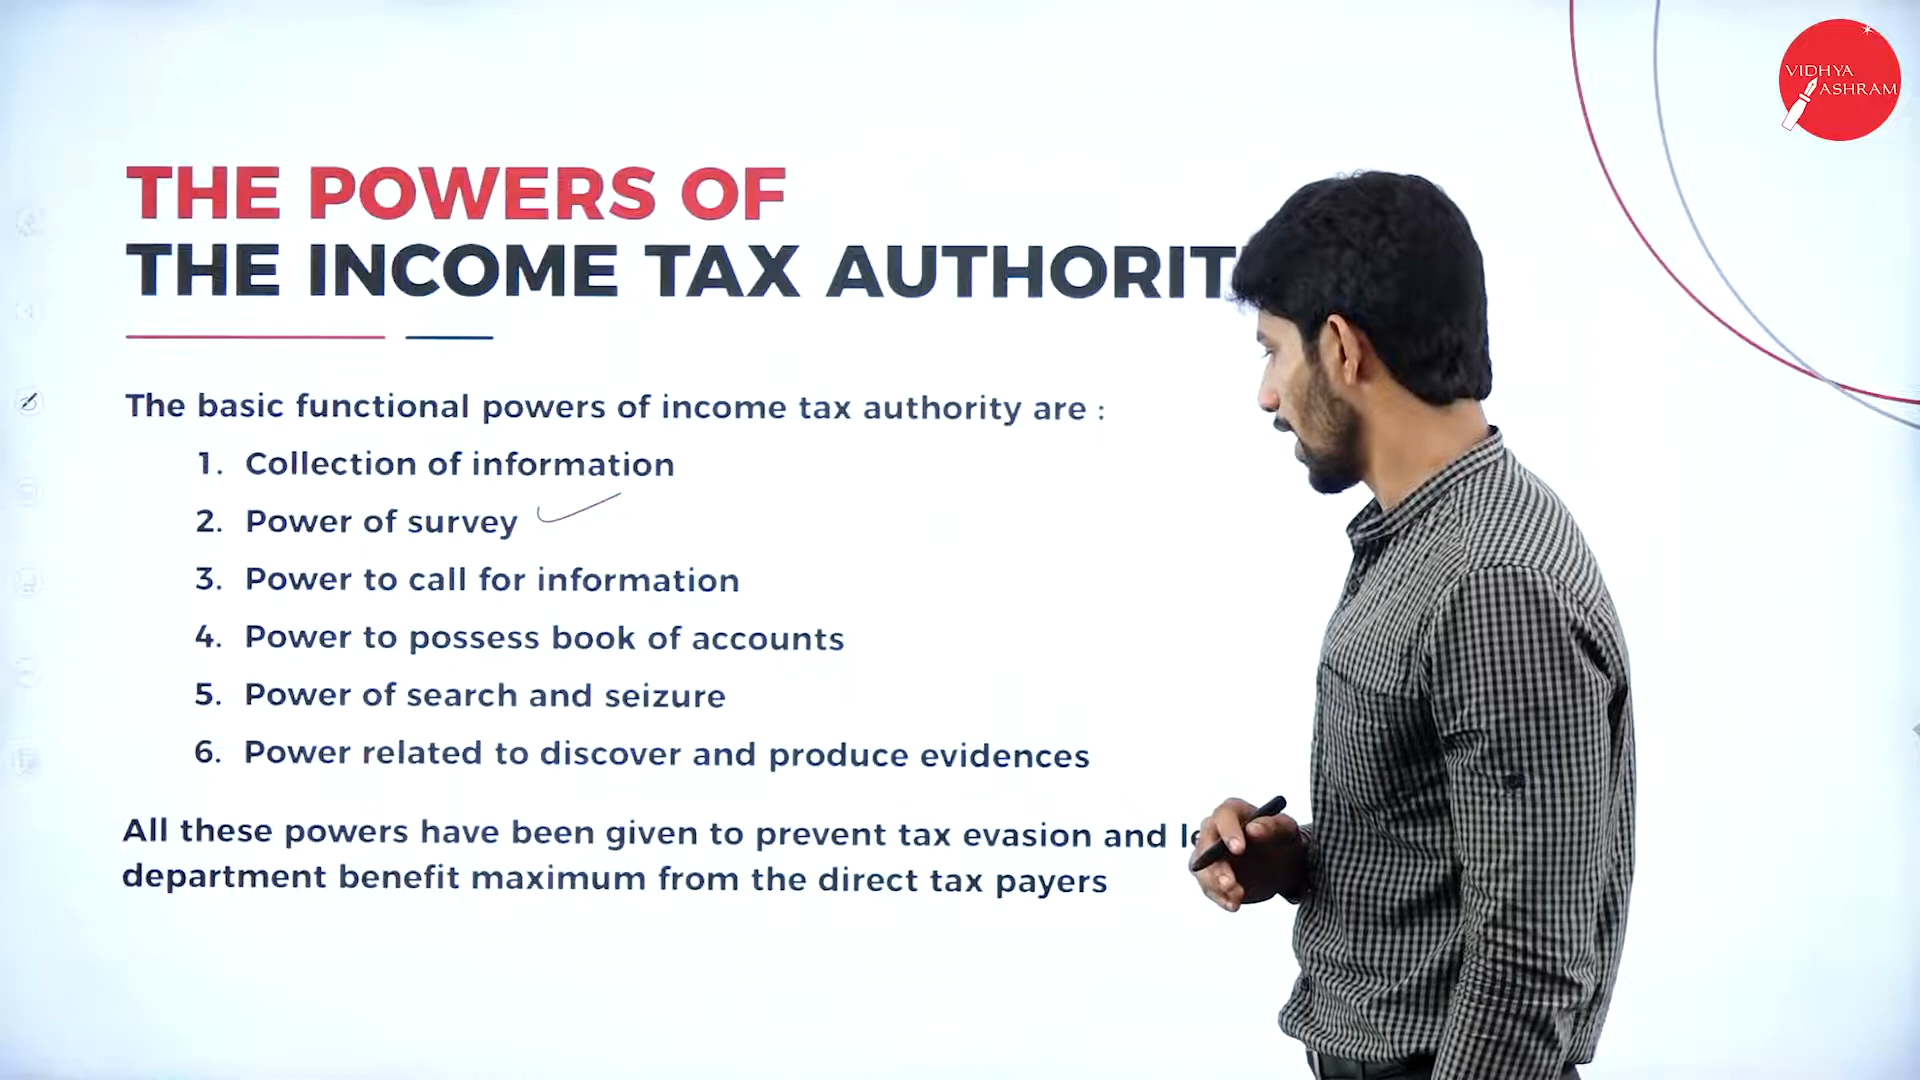 VIDHYA
ASHRAM
THE POWERS OF
THE INCOME TAX AUTHORIT
The basic functional powers of income tax authority are :
1. Collection of information
2. Power of survey
3. Power to call for information
4. Power to possess book of accounts
5. Power of search and seizure
6. Power related to discover and produce evidences
All these powers have been given to prevent tax evasion and
department benefit maximum from the direct tax payers